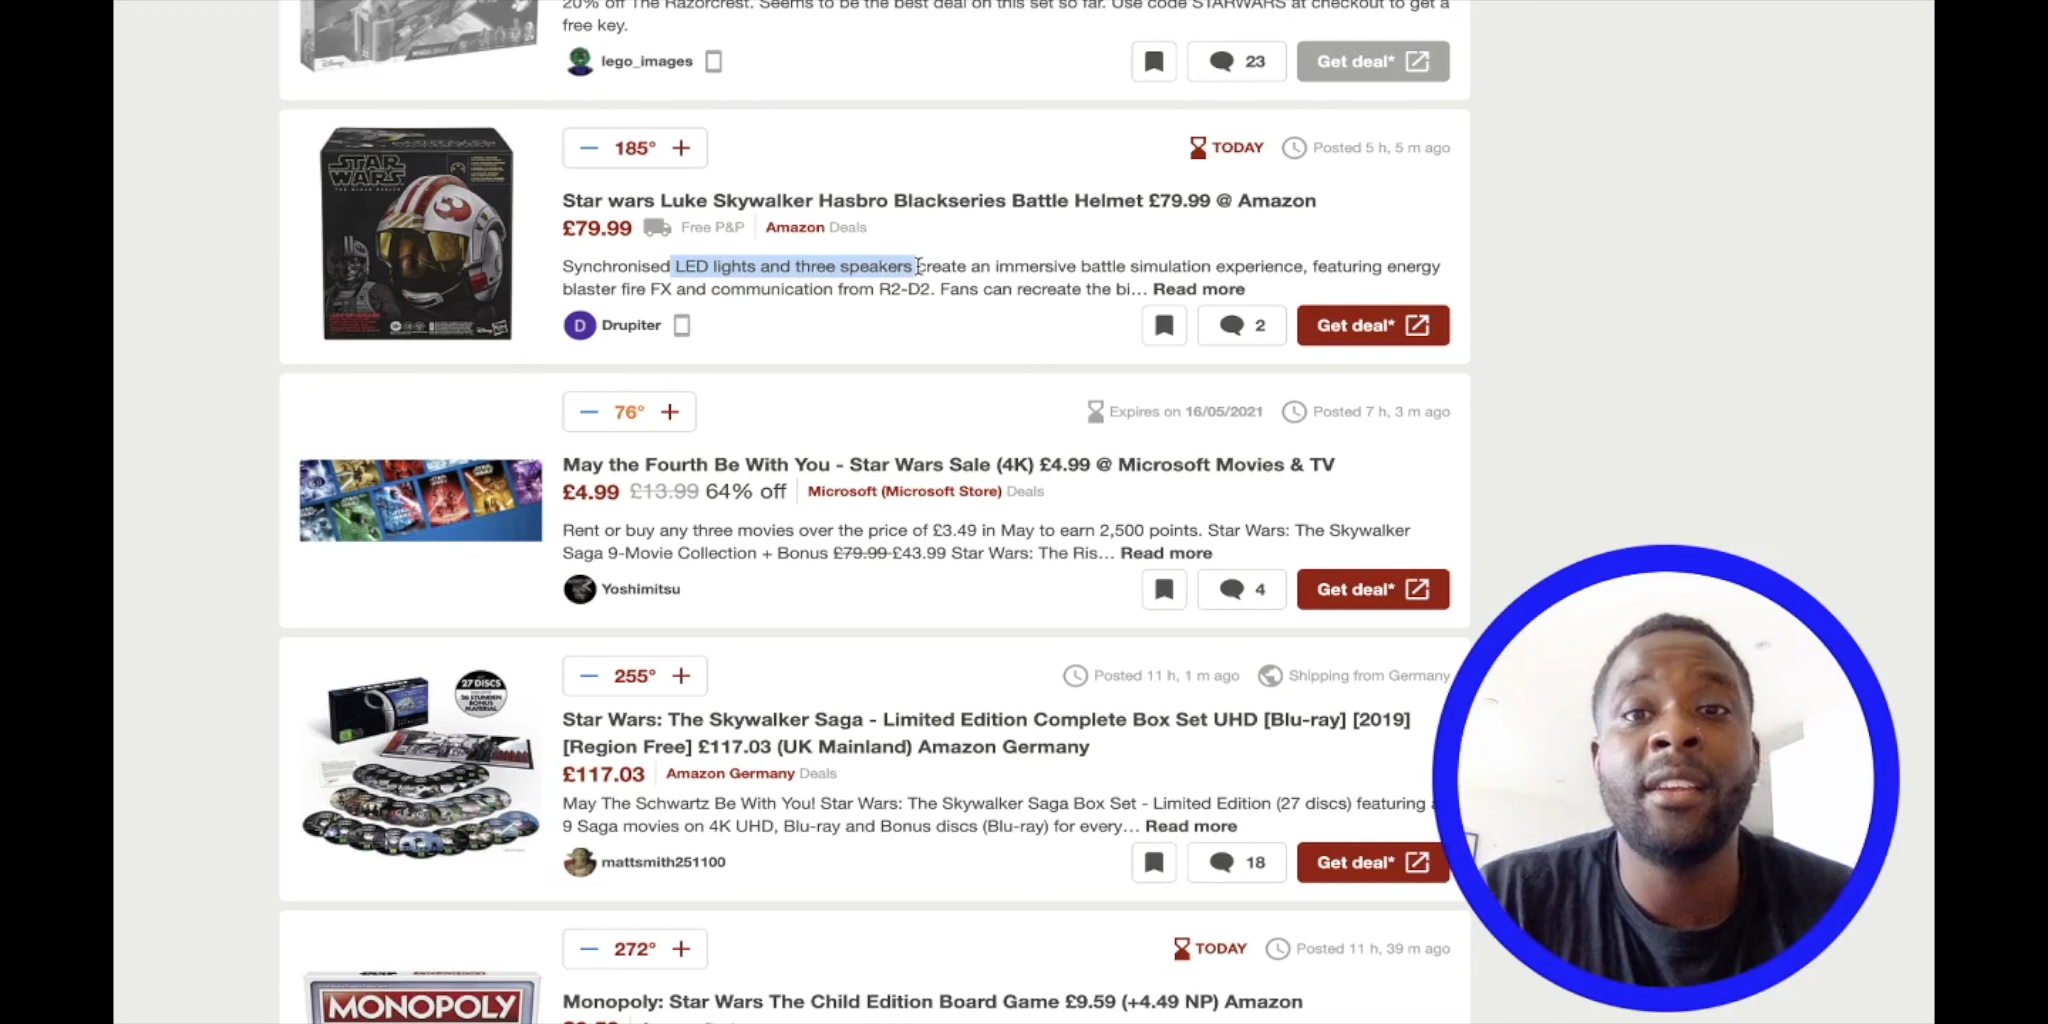 20% off The Razorcrest. Seems to be the best deal on this set so far. Use code STARWARS at checkout to get a
free key.
lego_images
23
Get deal*
STAR
WARS
185°
TODAY
Posted 5 h, 5 m ago
Star wars Luke Skywalker Hasbro Blackseries Battle Helmet £79.99 @ Amazon
£79.99 Free P&P Amazon Deals
Synchronised LED lights and three speakers create an immersive battle simulation experience, featuring energy
blaster fire FX and communication from R2-D2. Fans can recreate the bi... Read more
D Drupiter
2
Get deal*
76°
Expires on 16/05/2021
Posted 7 h, 3 m ago
May the Fourth Be With You - Star Wars Sale (4K) £4.99 @ Microsoft Movies & TV
£4.99 £13.99 64% off Microsoft (Microsoft Store) Deals
Rent or buy any three movies over the price of £3.49 in May to earn 2,500 points. Star Wars: The Skywalker
Saga 9-Movie Collection + Bonus £79.99 £43.99 Star Wars: The Ris... Read more
Yoshimitsu
4
Get deal*
27 DISCS
26 STUNDEN
BONUS
MATERIAL
255°
Posted 11 h, 1 m ago
Shipping from Germany
Star Wars: The Skywalker Saga - Limited Edition Complete Box Set UHD [Blu-ray] [2019]
[Region Free] £117.03 (UK Mainland) Amazon Germany
£117.03 Amazon Germany Deals
May The Schwartz Be With You! Star Wars: The Skywalker Saga Box Set - Limited Edition (27 discs) featuring
9 Saga movies on 4K UHD, Blu-ray and Bonus discs (Blu-ray) for every... Read more
mattsmith251100
18
Get deal*
272°
TODAY
Posted 11 h, 39 m ago
MONOPOLY
Monopoly: Star Wars The Child Edition Board Game £9.59 (+4.49 NP) Amazon